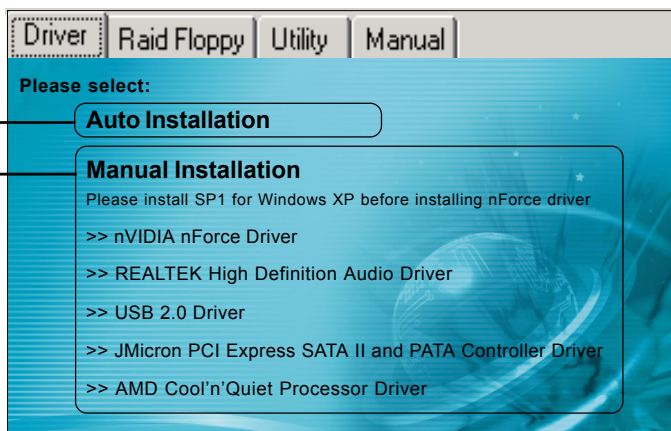 Driver
Raid Floppy
Utility
Manual
Please select:
Auto Installation
Manual Installation
Please install SP1 for Windows XP before installing nForce driver
>> nVIDIA nForce Driver
>> REALTEK High Definition Audio Driver
>> USB 2.0 Driver
>> JMicron PCI Express SATA II and PATA Controller Driver
>> AMD Cool'n'Quiet Processor Driver